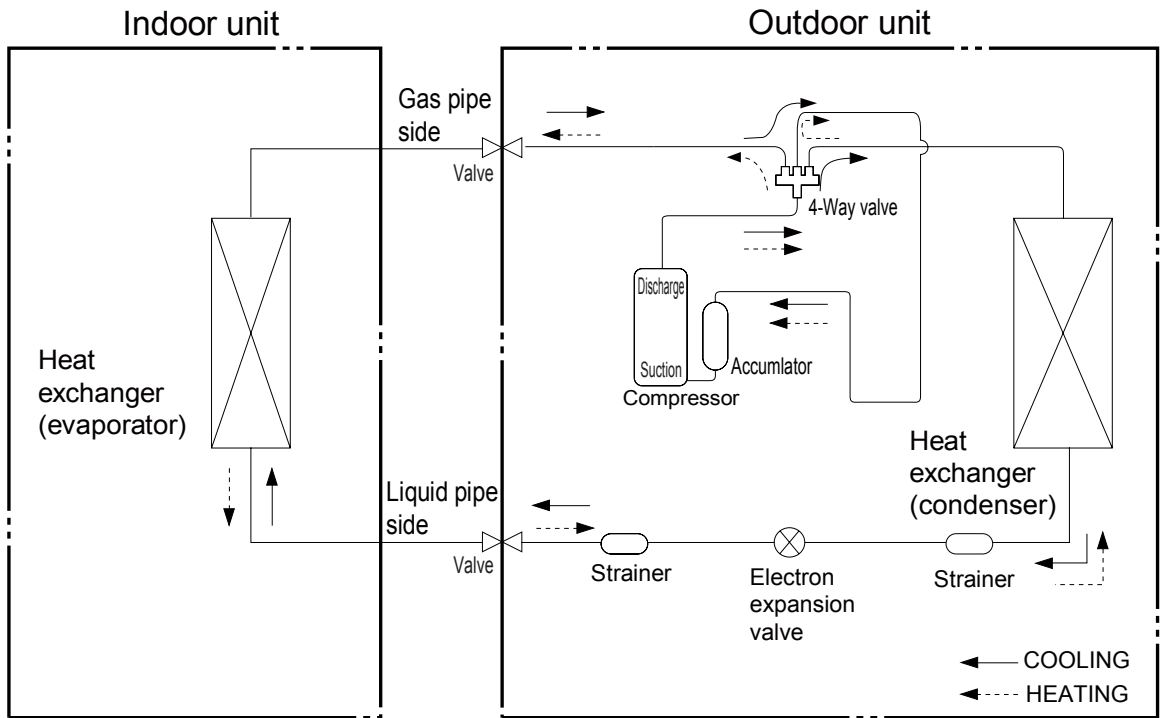 Indoor unit
Outdoor unit
Gas pipe
side
Valve
4-Way valve
Discharge
Suction
Accumlator
Compressor
Heat
exchanger
(evaporator)
Heat
exchanger
(condenser)
Liquid pipe
side
Valve
Strainer
Electron
expansion
valve
Strainer
COOLING
HEATING